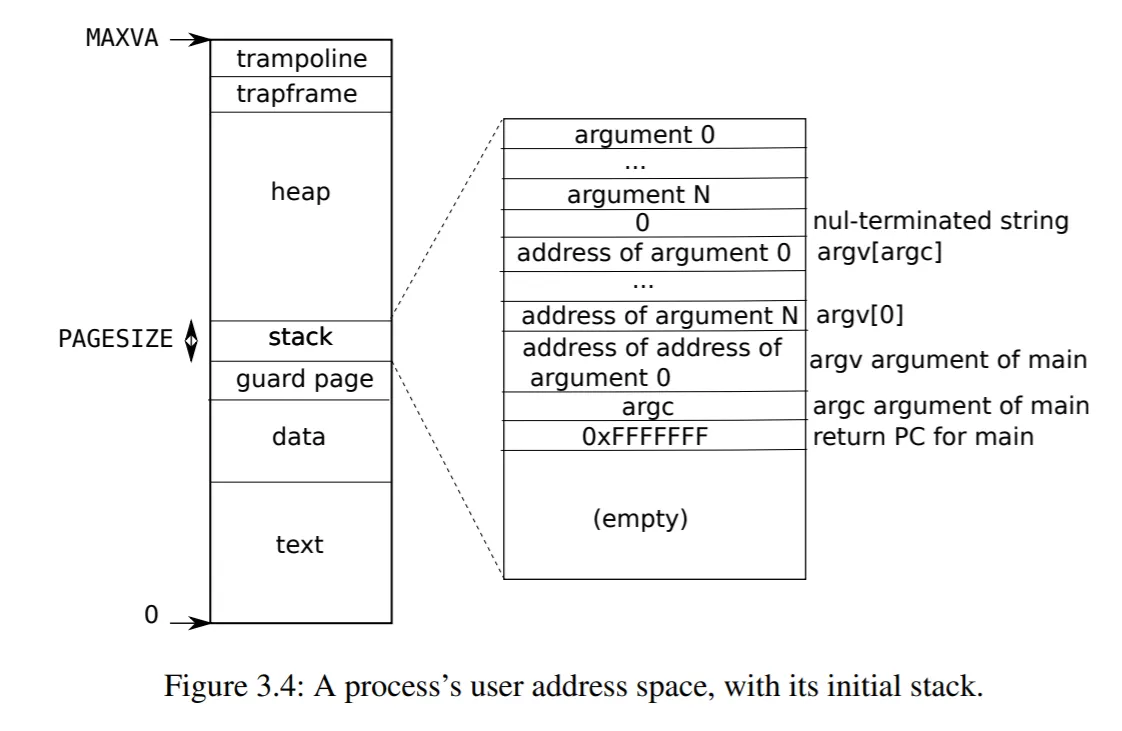 MAXVA
trampoline
trapframe
heap
PAGESIZE
stack
guard page
data
text
0
argument 0
...
argument N
0
nul-terminated string
address of argument 0
argv[argc]
...
address of argument N
argv[0]
address of address of
argument 0
argv argument of main
argc
argc argument of main
0xFFFFFFF
return PC for main
(empty)
Figure 3.4: A process's user address space, with its initial stack.